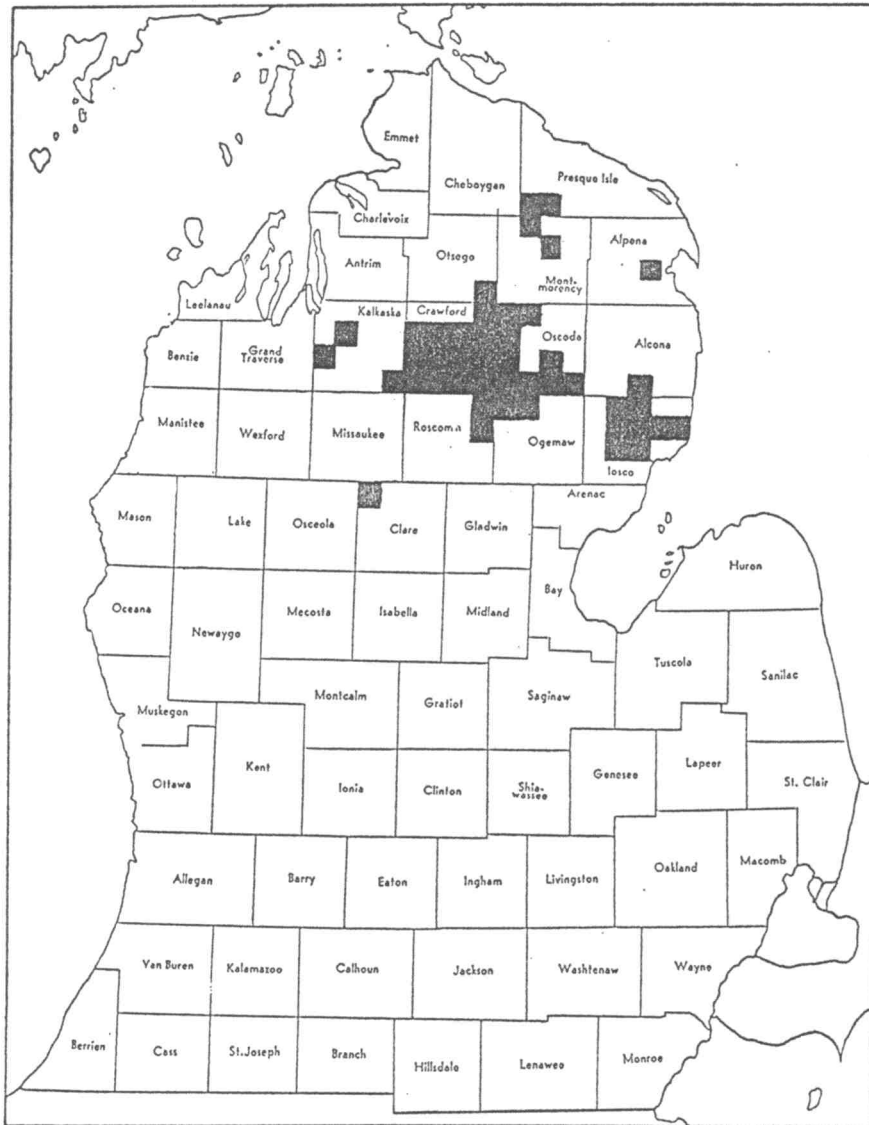 Emmet
Cheboygan
Presque Isle
Charlevoix
Antrim
Otsego
Mont-
morency
Alpena
Leelanau
Kalkaska
Crawford
Oscoda
Alcona
Benzie
Grand
Traverse
Manistee
Wexford
Missaukee
Roscomn
Ogemaw
Iosco
Arenac
Mason
Lake
Osceola
Clare
Gladwin
Huron
Oceana
Newaygo
Mecosta
Isabella
Midland
Bay
Tuscola
Sanilac
Muskegon
Montcalm
Gratiot
Saginaw
Ottawa
Kent
Ionia
Clinton
Shia-
wassee
Genesee
Lapeer
St. Clair
Allegan
Barry
Eaton
Ingham
Livingston
Oakland
Macomb
Van Buren
Kalamazoo
Calhoun
Jackson
Washtenaw
Wayne
Berrien
Cass
St. Joseph
Branch
Hillsdale
Lenawee
Monroe